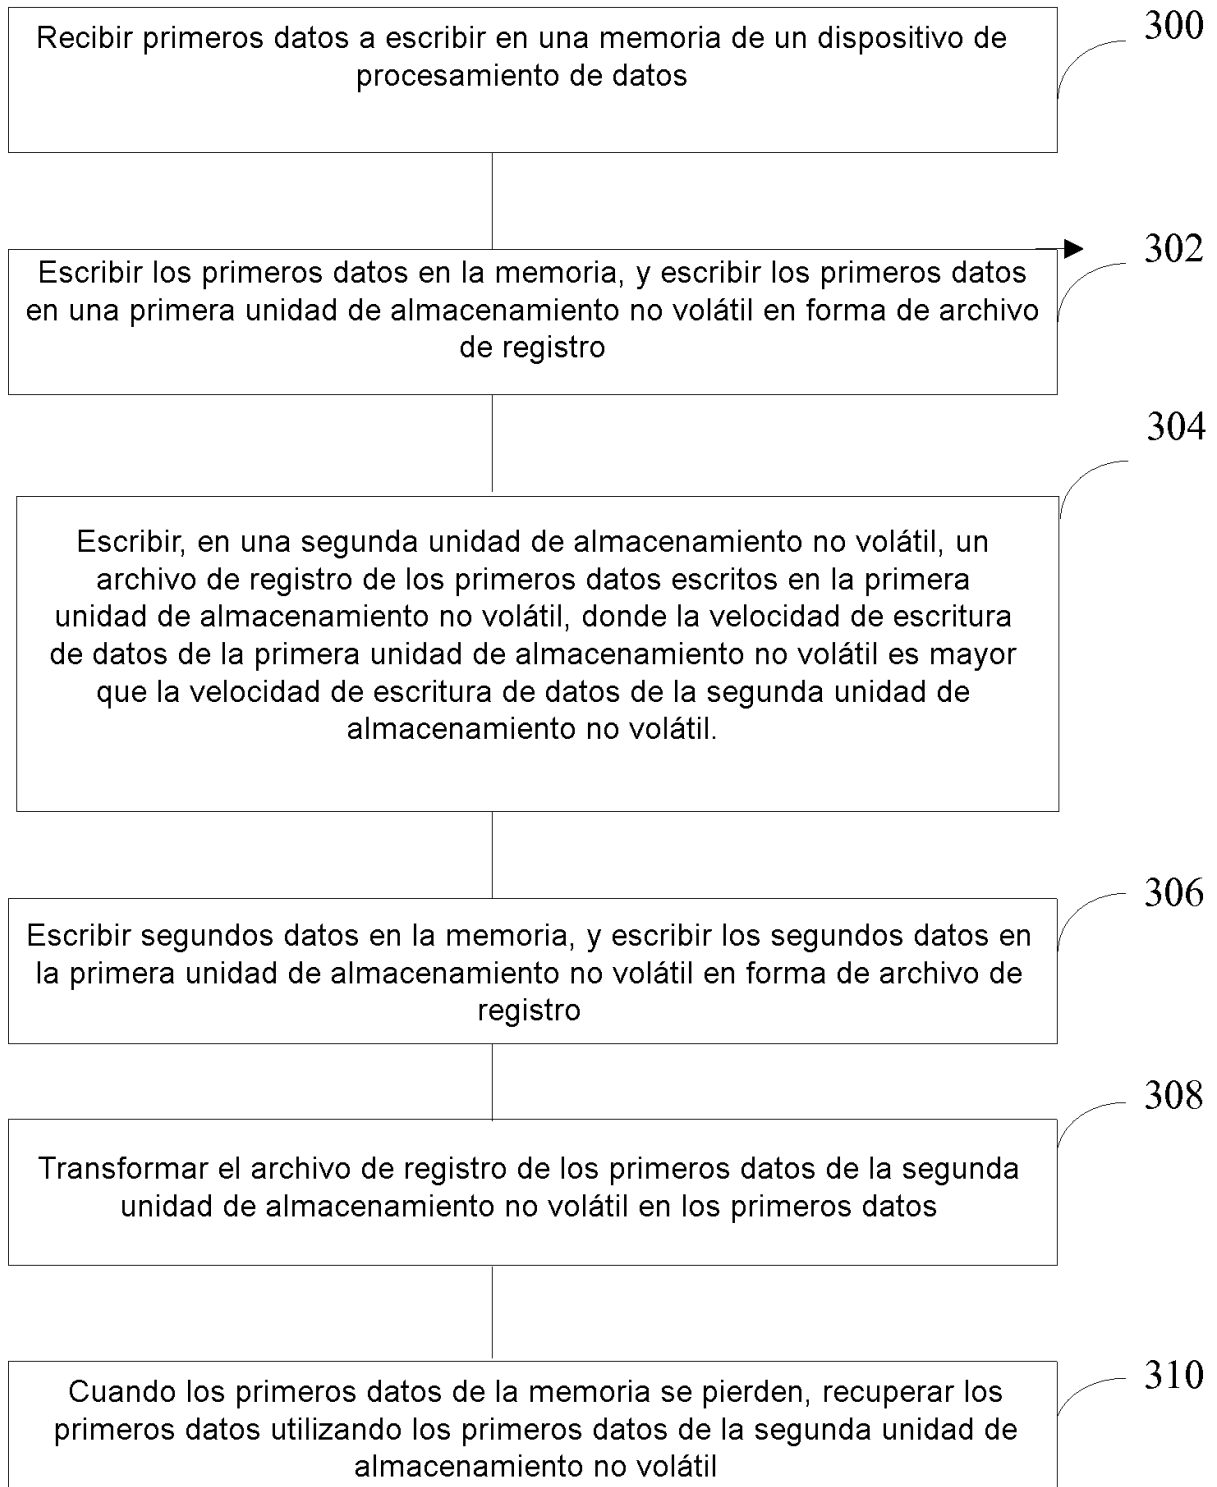 300
Recibir primeros datos a escribir en una memoria de un dispositivo de
procesamiento de datos
302
Escribir los primeros datos en la memoria, y escribir los primeros datos
en una primera unidad de almacenamiento no volátil en forma de archivo
de registro
304
Escribir, en una segunda unidad de almacenamiento no volátil, un
archivo de registro de los primeros datos escritos en la primera
unidad de almacenamiento no volátil, donde la velocidad de escritura
de datos de la primera unidad de almacenamiento no volátil es mayor
que la velocidad de escritura de datos de la segunda unidad de
almacenamiento no volátil.
306
Escribir segundos datos en la memoria, y escribir los segundos datos en
la primera unidad de almacenamiento no volátil en forma de archivo de
registro
308
Transformar el archivo de registro de los primeros datos de la segunda
unidad de almacenamiento no volátil en los primeros datos
310
Cuando los primeros datos de la memoria se pierden, recuperar los
primeros datos utilizando los primeros datos de la segunda unidad de
almacenamiento no volátil